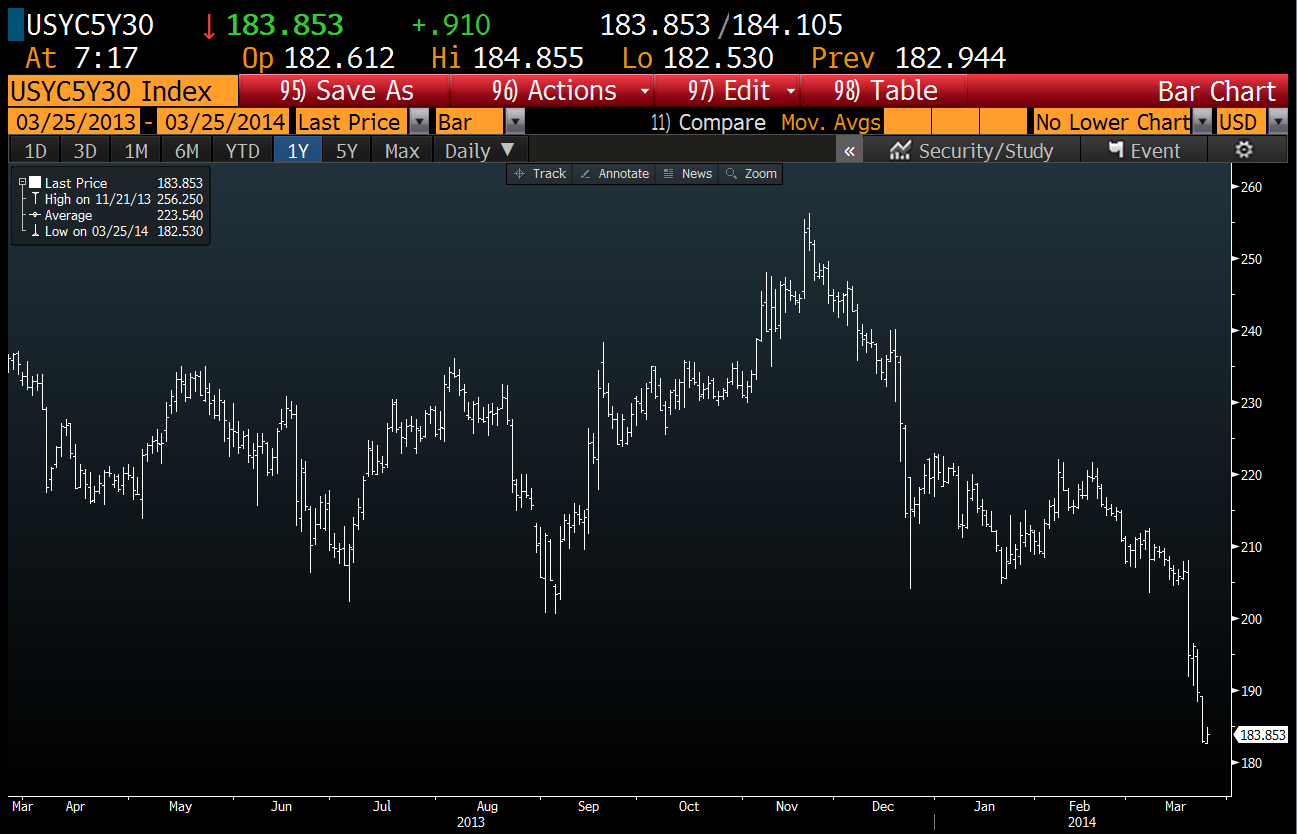 USYC5Y30 ↓ 183.853 +.910 183.853 /184.105
At 7:17 Op 182.612 Hi 184.855 Lo 182.530 Prev 182.944
USYC5Y30 Index 95) Save As 96) Actions 97) Edit 98) Table Bar Chart
03/25/2013 - 03/25/2014 Last Price Bar 11) Compare Mov. Avgs No Lower Chart USD
1D 3D 1M 6M YTD 1Y 5Y Max Daily ▼ « Security/Study Event
Track Annotate News Zoom
Last Price 183.853
High on 11/21/13 256.250
Average 223.540
Low on 03/25/14 182.530
260
250
240
230
220
210
200
190
183.853
180
Mar Apr May Jun Jul Aug Sep Oct Nov Dec Jan Feb Mar
2013 2014